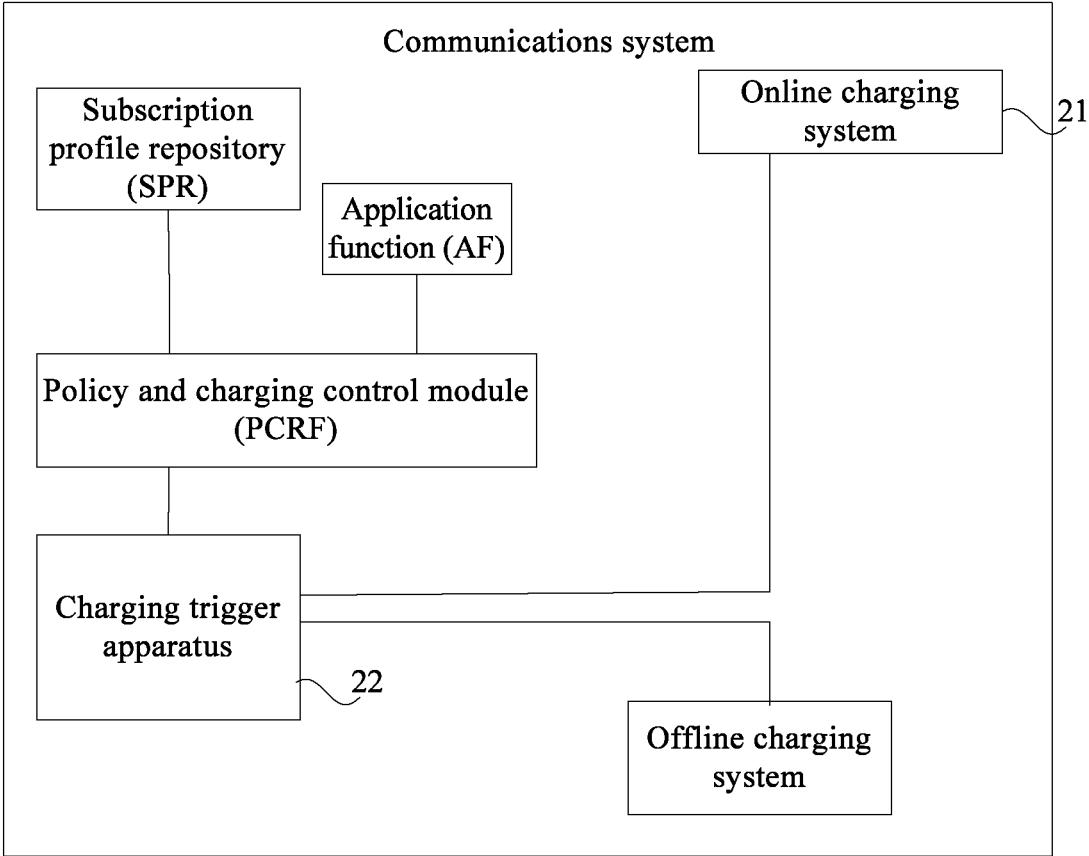 Communications system
Subscription
profile repository
(SPR)
Online charging
system
21
Application
function (AF)
Policy and charging control module
(PCRF)
Charging trigger
apparatus
22
Offline charging
system